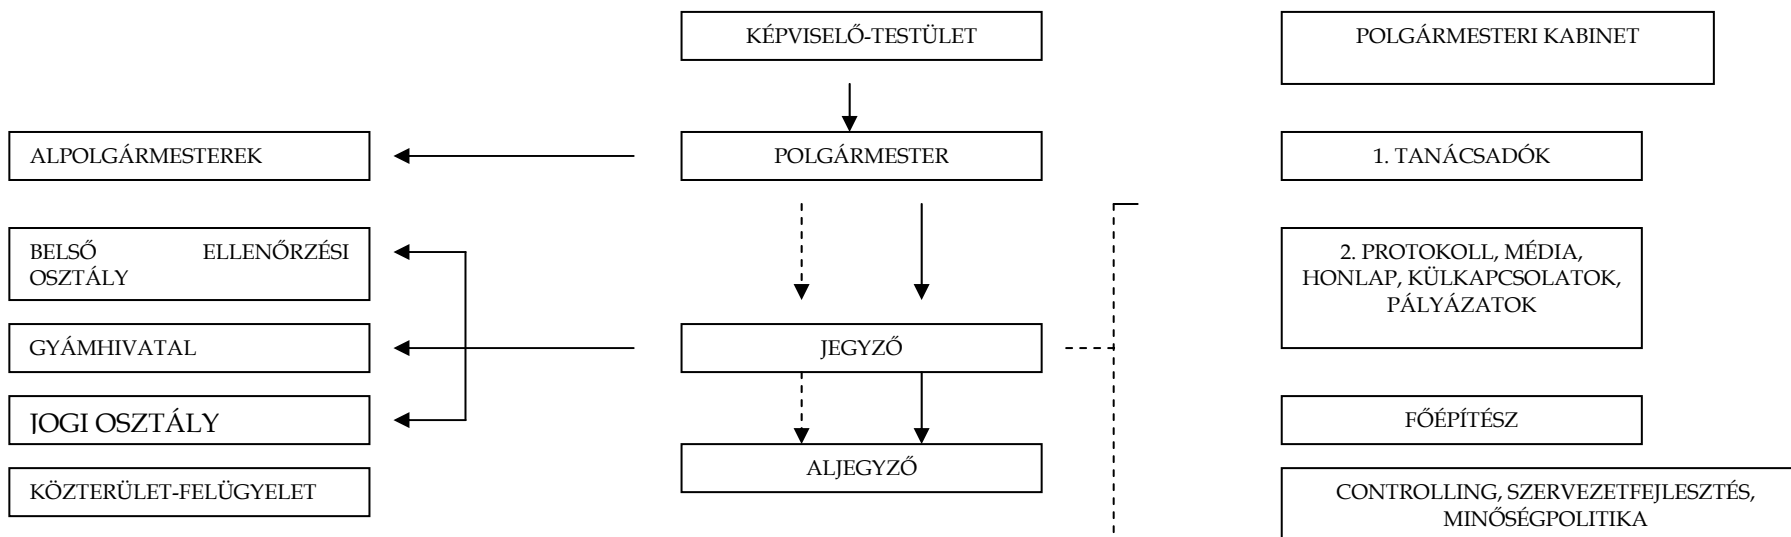 KÉPVISELŐ-TESTÜLET
POLGÁRMESTERI KABINET
ALPOLGÁRMESTEREK
POLGÁRMESTER
1. TANÁCSADÓK
BELSŐ ELLENŐRZÉSI
OSZTÁLY
2. PROTOKOLL, MÉDIA,
HONLAP, KÜLKAPCSOLATOK,
PÁLYÁZATOK
GYÁMHIVATAL
JEGYZŐ
JOGI OSZTÁLY
FŐÉPÍTÉSZ
ALJEGYZŐ
KÖZTERÜLET-FELÜGYELET
CONTROLLING, SZERVEZETFEJLESZTÉS,
MINŐSÉGPOLITIKA